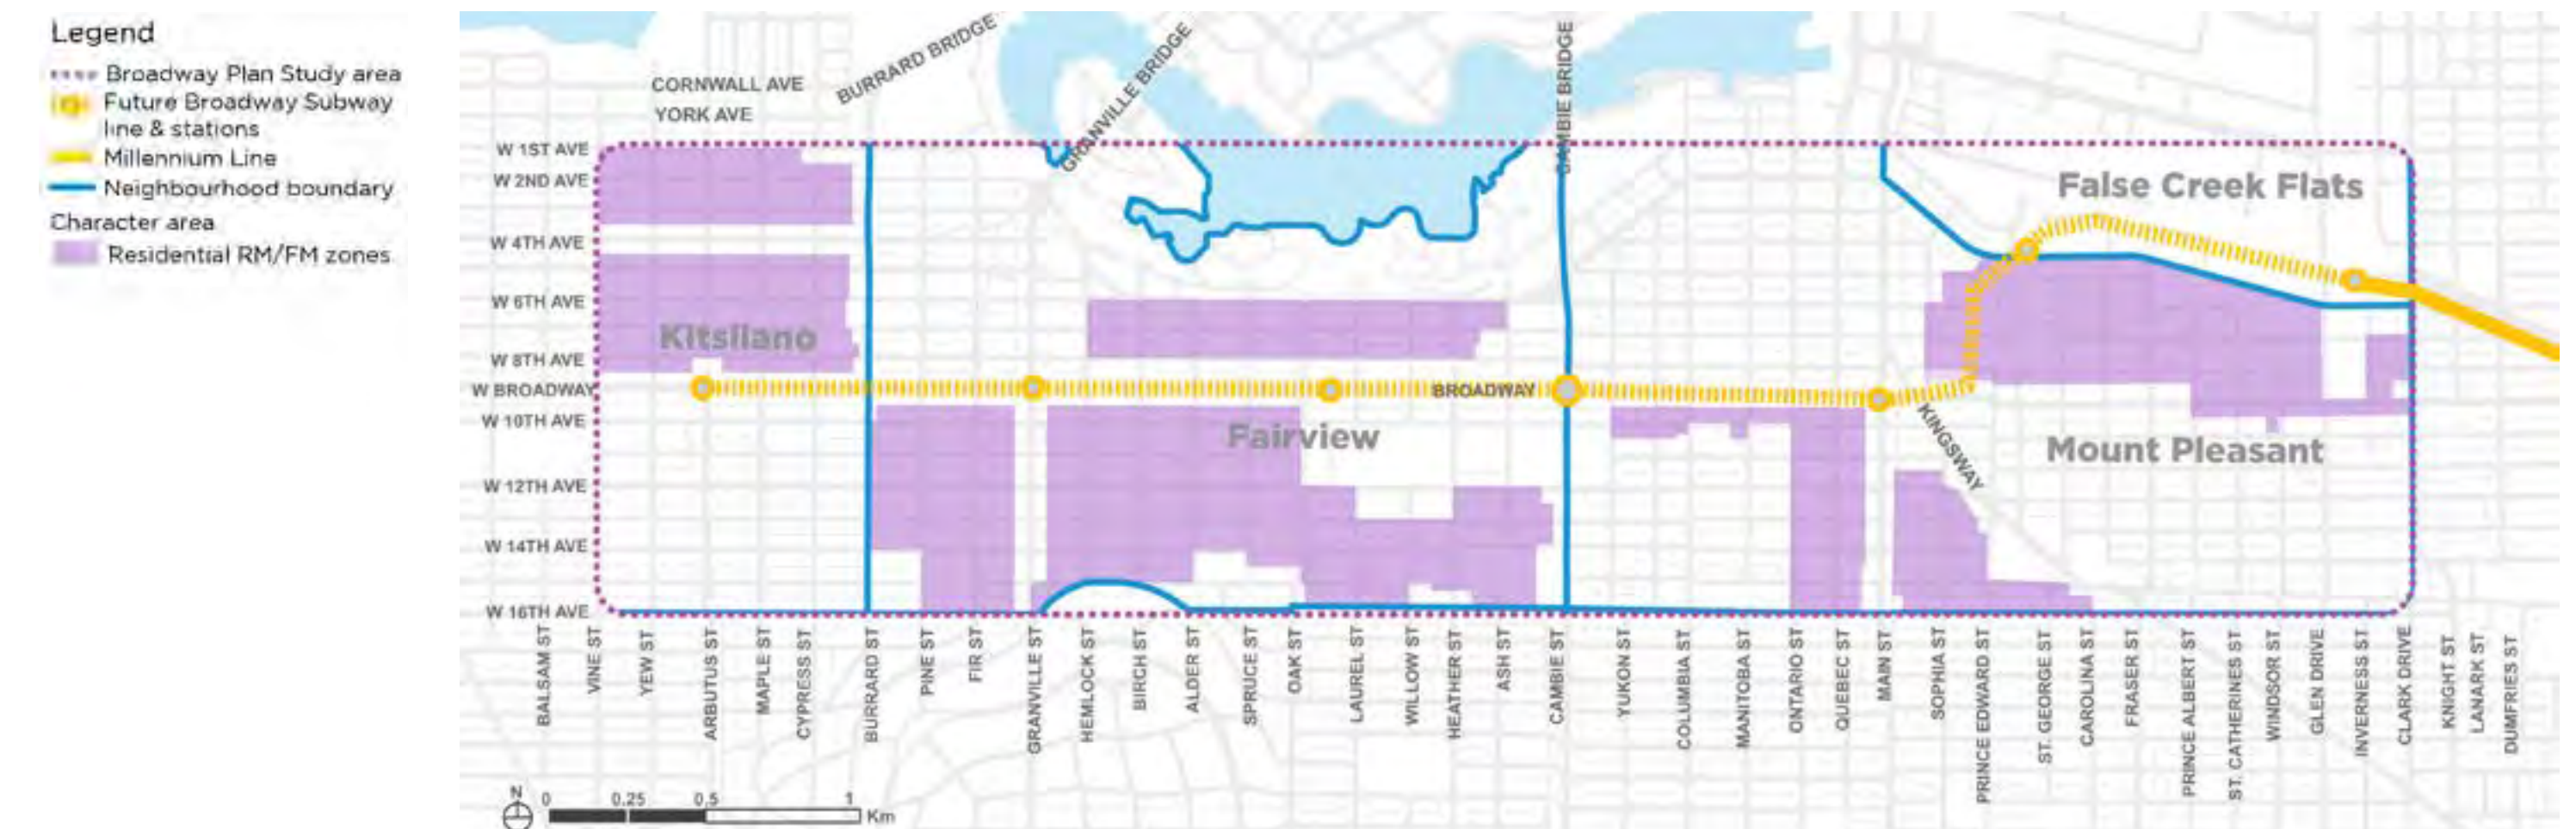 Legend
Broadway Plan Study area
Future Broadway Subway
line & stations
Millennium Line
Neighbourhood boundary
Character area
Residential RM/FM zones
CORNWALL AVE
YORK AVE
BURRARD BRIDGE
GRANVILLE BRIDGE
CAMBIE BRIDGE
W 1ST AVE
W 2ND AVE
W 4TH AVE
W 6TH AVE
W 8TH AVE
W BROADWAY
W 10TH AVE
W 12TH AVE
W 14TH AVE
W 16TH AVE
False Creek Flats
Kitsilano
BROADWAY
Fairview
KINGSWAY
Mount Pleasant
BALSAM ST
VINE ST
YEW ST
ARBUTUS ST
MAPLE ST
CYPRESS ST
BURRARD ST
PINE ST
FIR ST
GRANVILLE ST
HEMLOCK ST
BIRCH ST
ALDER ST
SPRUCE ST
OAK ST
LAUREL ST
WILLOW ST
HEATHER ST
ASH ST
CAMBIE ST
YUKON ST
COLUMBIA ST
MANITOBA ST
ONTARIO ST
QUEBEC ST
MAIN ST
SOPHIA ST
PRINCE EDWARD ST
ST. GEORGE ST
CAROLINA ST
FRASER ST
PRINCE ALBERT ST
ST. CATHERINES ST
WINDSOR ST
GLEN DRIVE
INVERNESS ST
CLARK DRIVE
KNIGHT ST
LANARK ST
DUMFRIES ST
N
0 0.25 0.5 1
Km